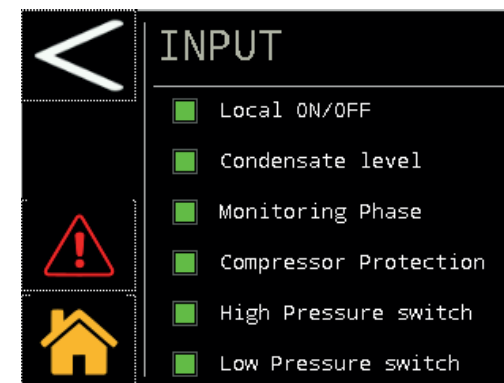 INPUT
Local ON/OFF
Condensate level
Monitoring Phase
Compressor Protection
High Pressure switch
Low Pressure switch